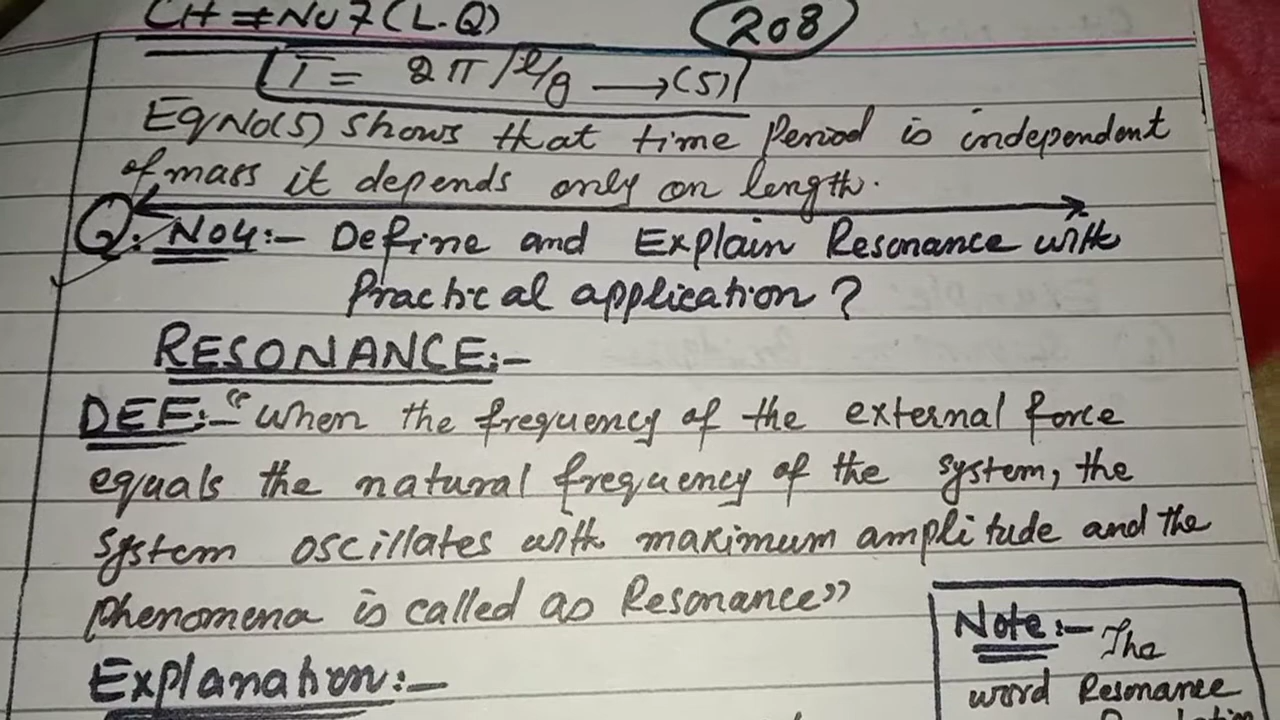 CH # No 7 (L.Q)
208
T = 2π √l/g → (5)
Eq No(5) shows that time Period is independent
of mass it depends only on length.
Q: No4:- Define and Explain Resonance with
Practical application ?
RESONANCE:-
DEF:- "when the frequency of the external force
equals the natural frequency of the system, the
system oscillates with maximum amplitude and the
phenomena is called as Resonance"
Note:- The
word Resonance
Explanation:-